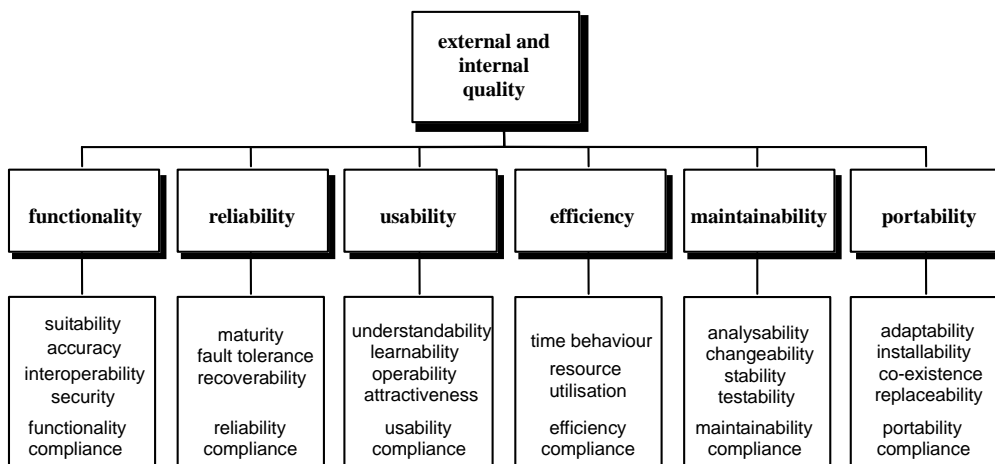 external and
internal
quality
functionality
reliability
usability
efficiency
maintainability
portability
suitability
accuracy
interoperability
security
functionality
compliance
maturity
fault tolerance
recoverability
reliability
compliance
understandability
learnability
operability
attractiveness
usability
compliance
time behaviour
resource
utilisation
efficiency
compliance
analysability
changeability
stability
testability
maintainability
compliance
adaptability
installability
co-existence
replaceability
portability
compliance